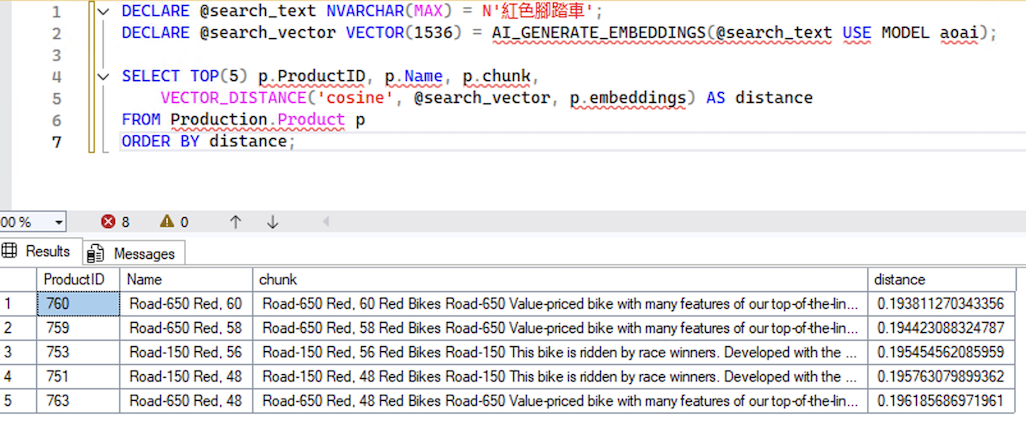 1 DECLARE @search_text NVARCHAR(MAX) = N'紅色腳踏車';
2 DECLARE @search_vector VECTOR(1536) = AI_GENERATE_EMBEDDINGS(@search_text USE MODEL aoai);
3
4 SELECT TOP(5) p.ProductID, p.Name, p.chunk,
5 VECTOR_DISTANCE('cosine', @search_vector, p.embeddings) AS distance
6 FROM Production.Product p
7 ORDER BY distance;
00 % 8 0
Results Messages
ProductID Name chunk distance
1 760 Road-650 Red, 60 Road-650 Red, 60 Red Bikes Road-650 Value-priced bike with many features of our top-of-the-lin... 0.193811270343356
2 759 Road-650 Red, 58 Road-650 Red, 58 Red Bikes Road-650 Value-priced bike with many features of our top-of-the-lin... 0.194423088324787
3 753 Road-150 Red, 56 Road-150 Red, 56 Red Bikes Road-150 This bike is ridden by race winners. Developed with the ... 0.195454562085959
4 751 Road-150 Red, 48 Road-150 Red, 48 Red Bikes Road-150 This bike is ridden by race winners. Developed with the ... 0.195763079899362
5 763 Road-650 Red, 48 Road-650 Red, 48 Red Bikes Road-650 Value-priced bike with many features of our top-of-the-lin... 0.196185686971961